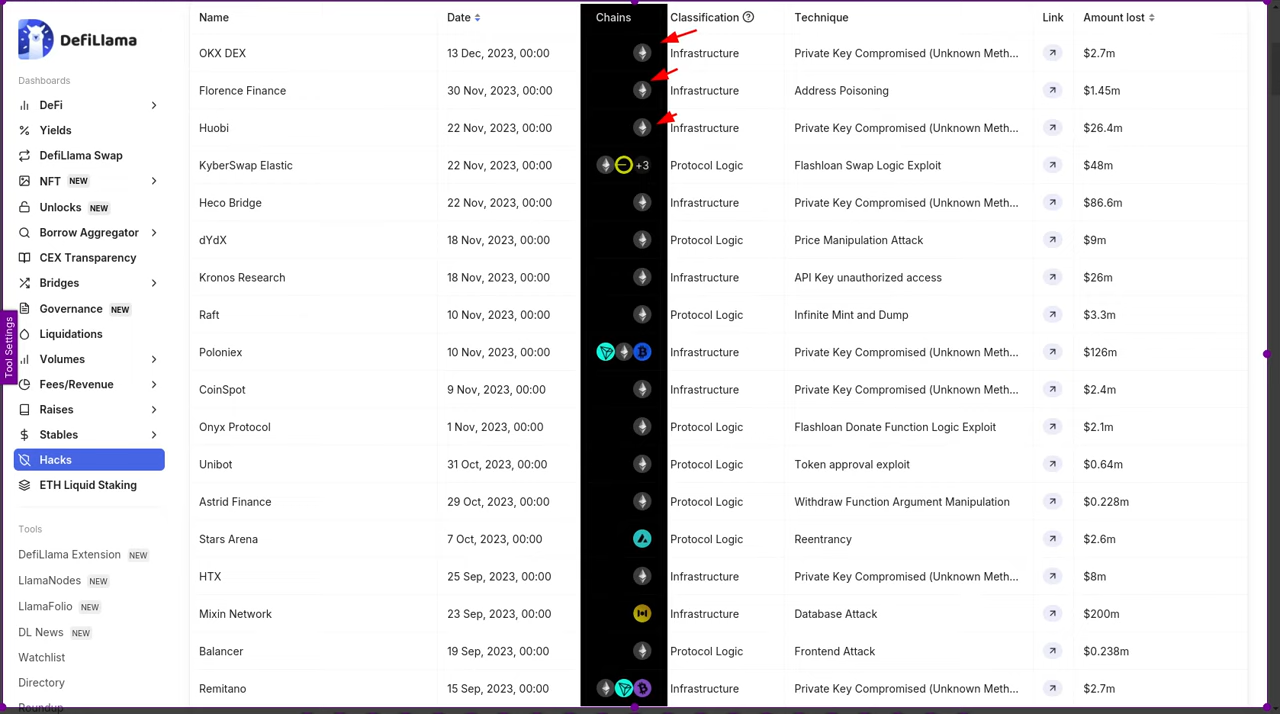 DefiLlama
Dashboards
DeFi
Yields
DefiLlama Swap
NFT NEW
Unlocks NEW
Borrow Aggregator
CEX Transparency
Bridges
Governance NEW
Liquidations
Volumes
Fees/Revenue
Raises
Stables
Hacks
ETH Liquid Staking
Tools
DefiLlama Extension NEW
LlamaNodes NEW
LlamaFolio NEW
DL News NEW
Watchlist
Directory
Roundup
Tool Settings
Name Date Chains Classification ? Technique Link Amount lost
OKX DEX 13 Dec, 2023, 00:00 Infrastructure Private Key Compromised (Unknown Meth... $2.7m
Florence Finance 30 Nov, 2023, 00:00 Infrastructure Address Poisoning $1.45m
Huobi 22 Nov, 2023, 00:00 Infrastructure Private Key Compromised (Unknown Meth... $26.4m
KyberSwap Elastic 22 Nov, 2023, 00:00 +3 Protocol Logic Flashloan Swap Logic Exploit $48m
Heco Bridge 22 Nov, 2023, 00:00 Infrastructure Private Key Compromised (Unknown Meth... $86.6m
dYdX 18 Nov, 2023, 00:00 Protocol Logic Price Manipulation Attack $9m
Kronos Research 18 Nov, 2023, 00:00 Infrastructure API Key unauthorized access $26m
Raft 10 Nov, 2023, 00:00 Protocol Logic Infinite Mint and Dump $3.3m
Poloniex 10 Nov, 2023, 00:00 Infrastructure Private Key Compromised (Unknown Meth... $126m
CoinSpot 9 Nov, 2023, 00:00 Infrastructure Private Key Compromised (Unknown Meth... $2.4m
Onyx Protocol 1 Nov, 2023, 00:00 Protocol Logic Flashloan Donate Function Logic Exploit $2.1m
Unibot 31 Oct, 2023, 00:00 Protocol Logic Token approval exploit $0.64m
Astrid Finance 29 Oct, 2023, 00:00 Protocol Logic Withdraw Function Argument Manipulation $0.228m
Stars Arena 7 Oct, 2023, 00:00 Protocol Logic Reentrancy $2.6m
HTX 25 Sep, 2023, 00:00 Infrastructure Private Key Compromised (Unknown Meth... $8m
Mixin Network 23 Sep, 2023, 00:00 Infrastructure Database Attack $200m
Balancer 19 Sep, 2023, 00:00 Protocol Logic Frontend Attack $0.238m
Remitano 15 Sep, 2023, 00:00 Infrastructure Private Key Compromised (Unknown Meth... $2.7m